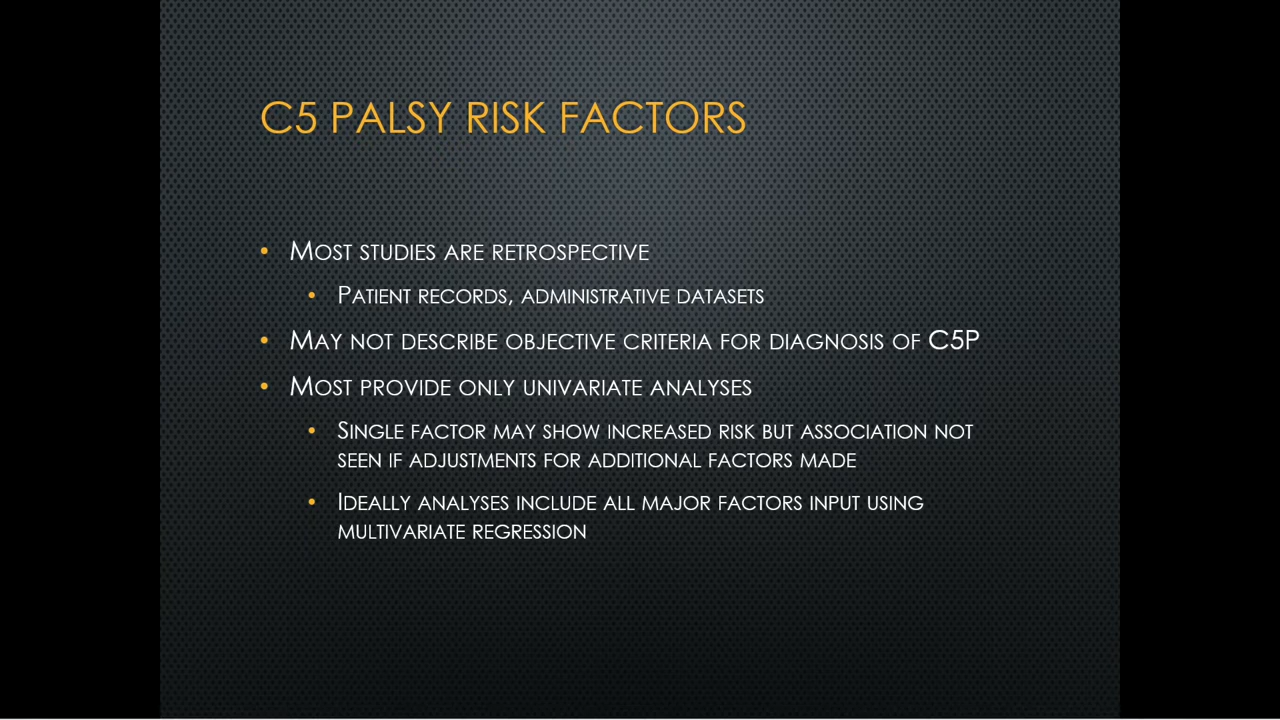 C5 PALSY RISK FACTORS
• MOST STUDIES ARE RETROSPECTIVE
• PATIENT RECORDS, ADMINISTRATIVE DATASETS
• MAY NOT DESCRIBE OBJECTIVE CRITERIA FOR DIAGNOSIS OF C5P
• MOST PROVIDE ONLY UNIVARIATE ANALYSES
• SINGLE FACTOR MAY SHOW INCREASED RISK BUT ASSOCIATION NOT
SEEN IF ADJUSTMENTS FOR ADDITIONAL FACTORS MADE
• IDEALLY ANALYSES INCLUDE ALL MAJOR FACTORS INPUT USING
MULTIVARIATE REGRESSION